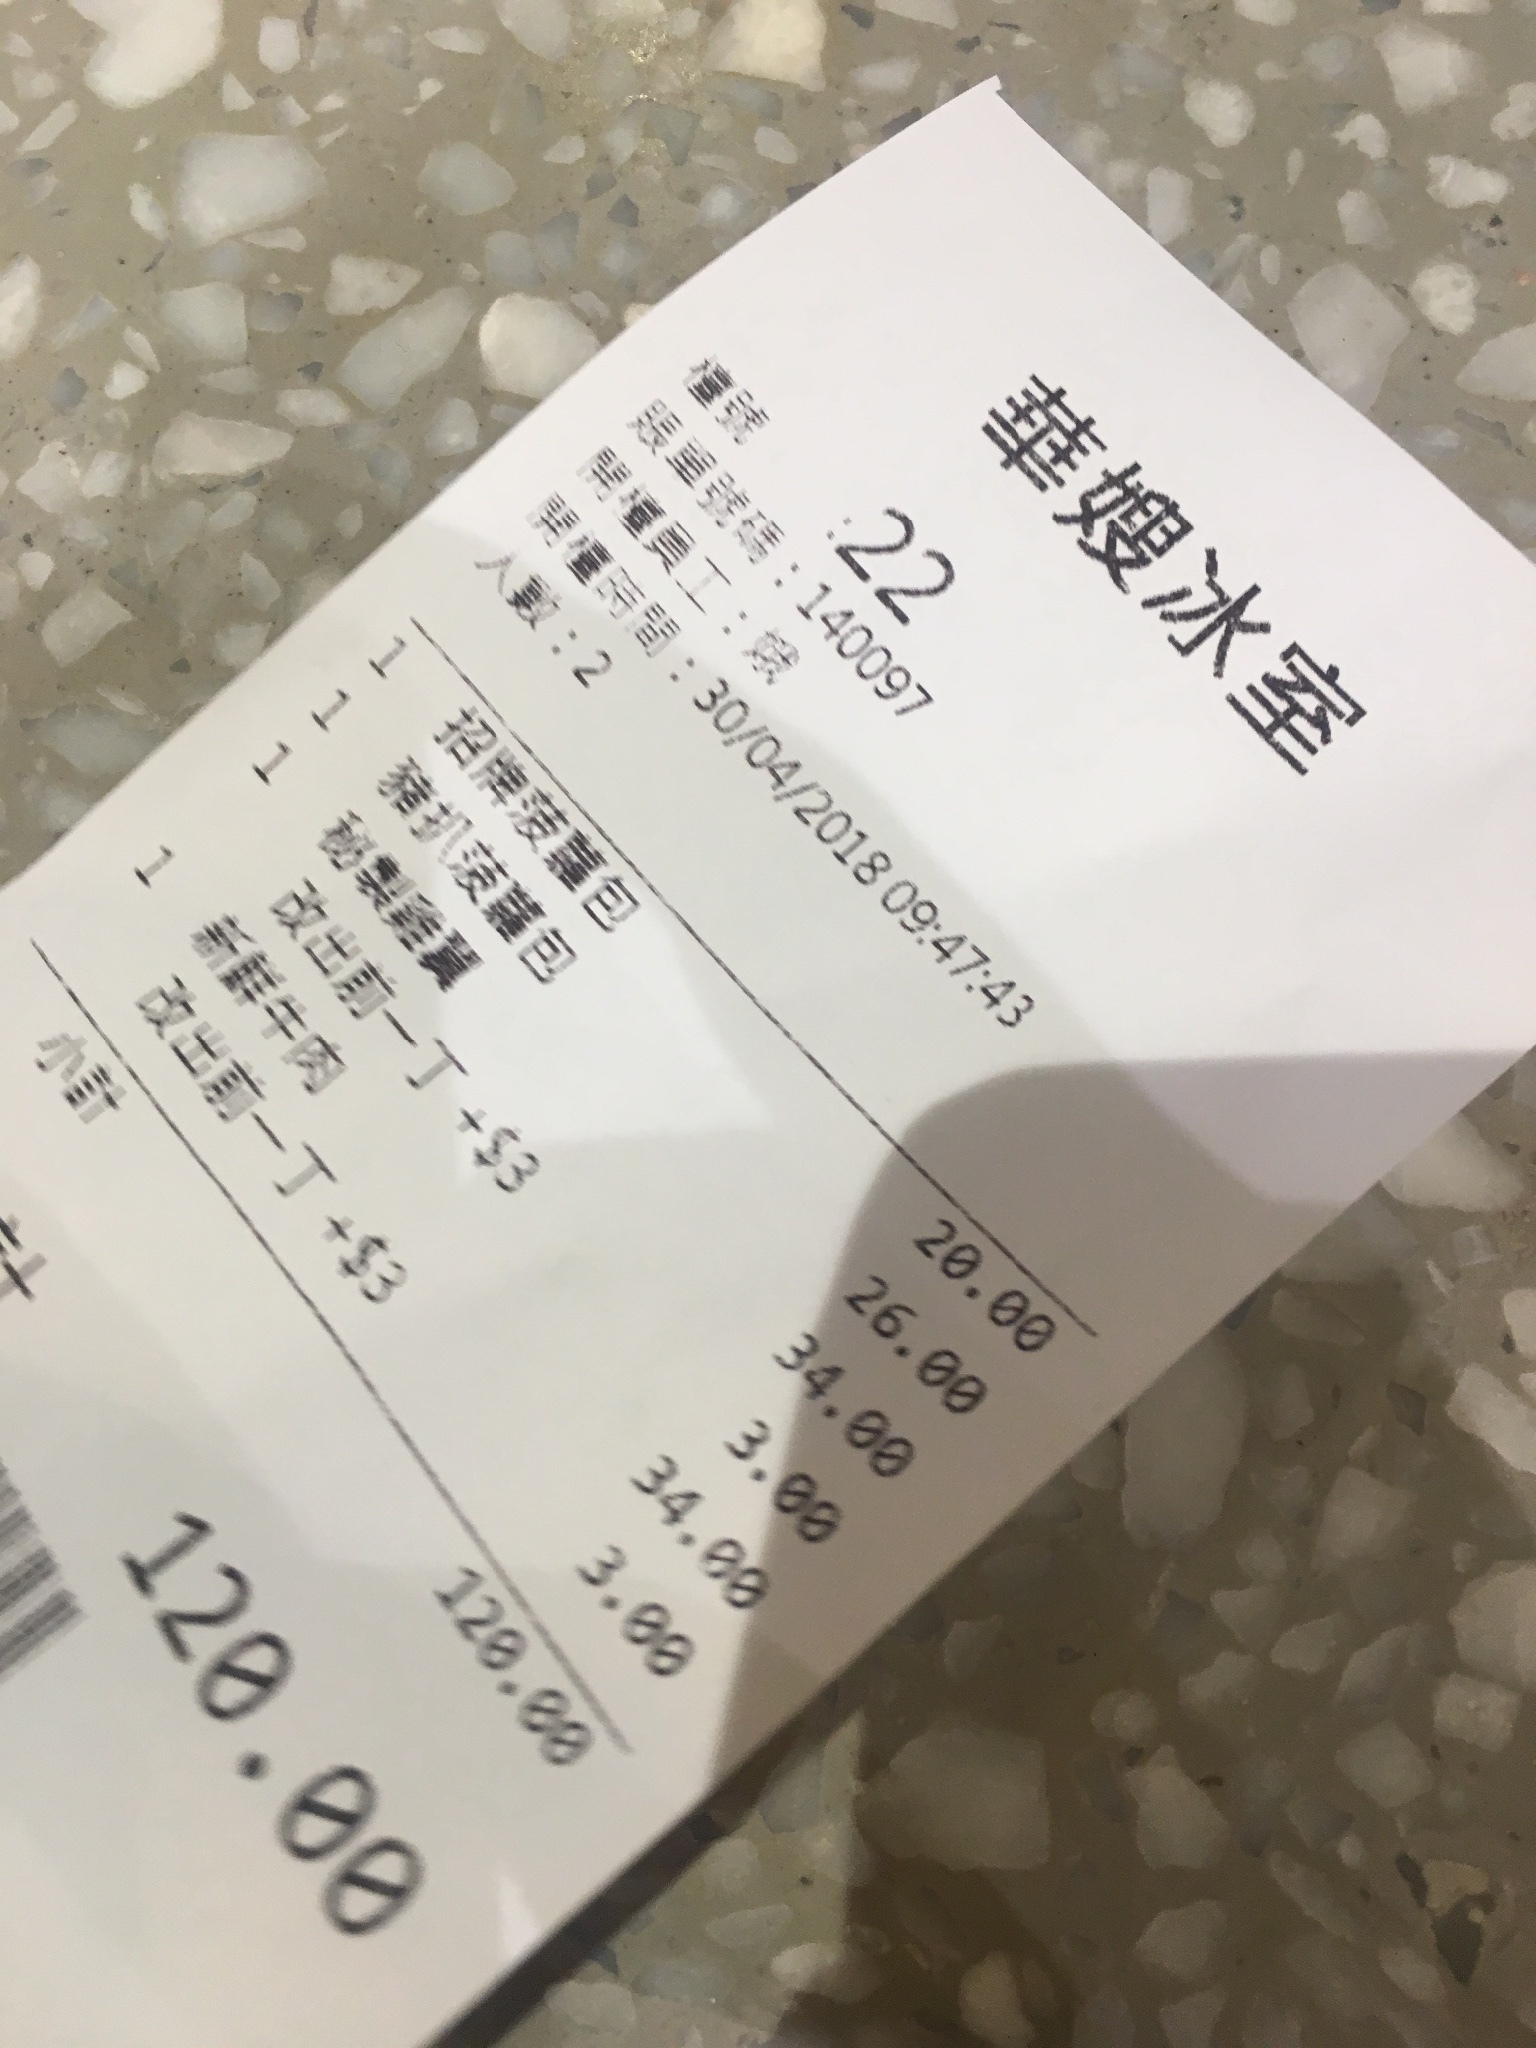 華嫂冰室
檯號 :22
賬單號碼：140097
開檯員工：娥
開檯時間：30/04/2018 09:47:43
人數：2
1 招牌菠蘿包 20.00
1 豬扒菠蘿包 26.00
1 秘製雞翼 34.00
改出前一丁 +$3 3.00
1 新鮮牛肉 34.00
改出前一丁 +$3 3.00
小計 120.00
計 120.00